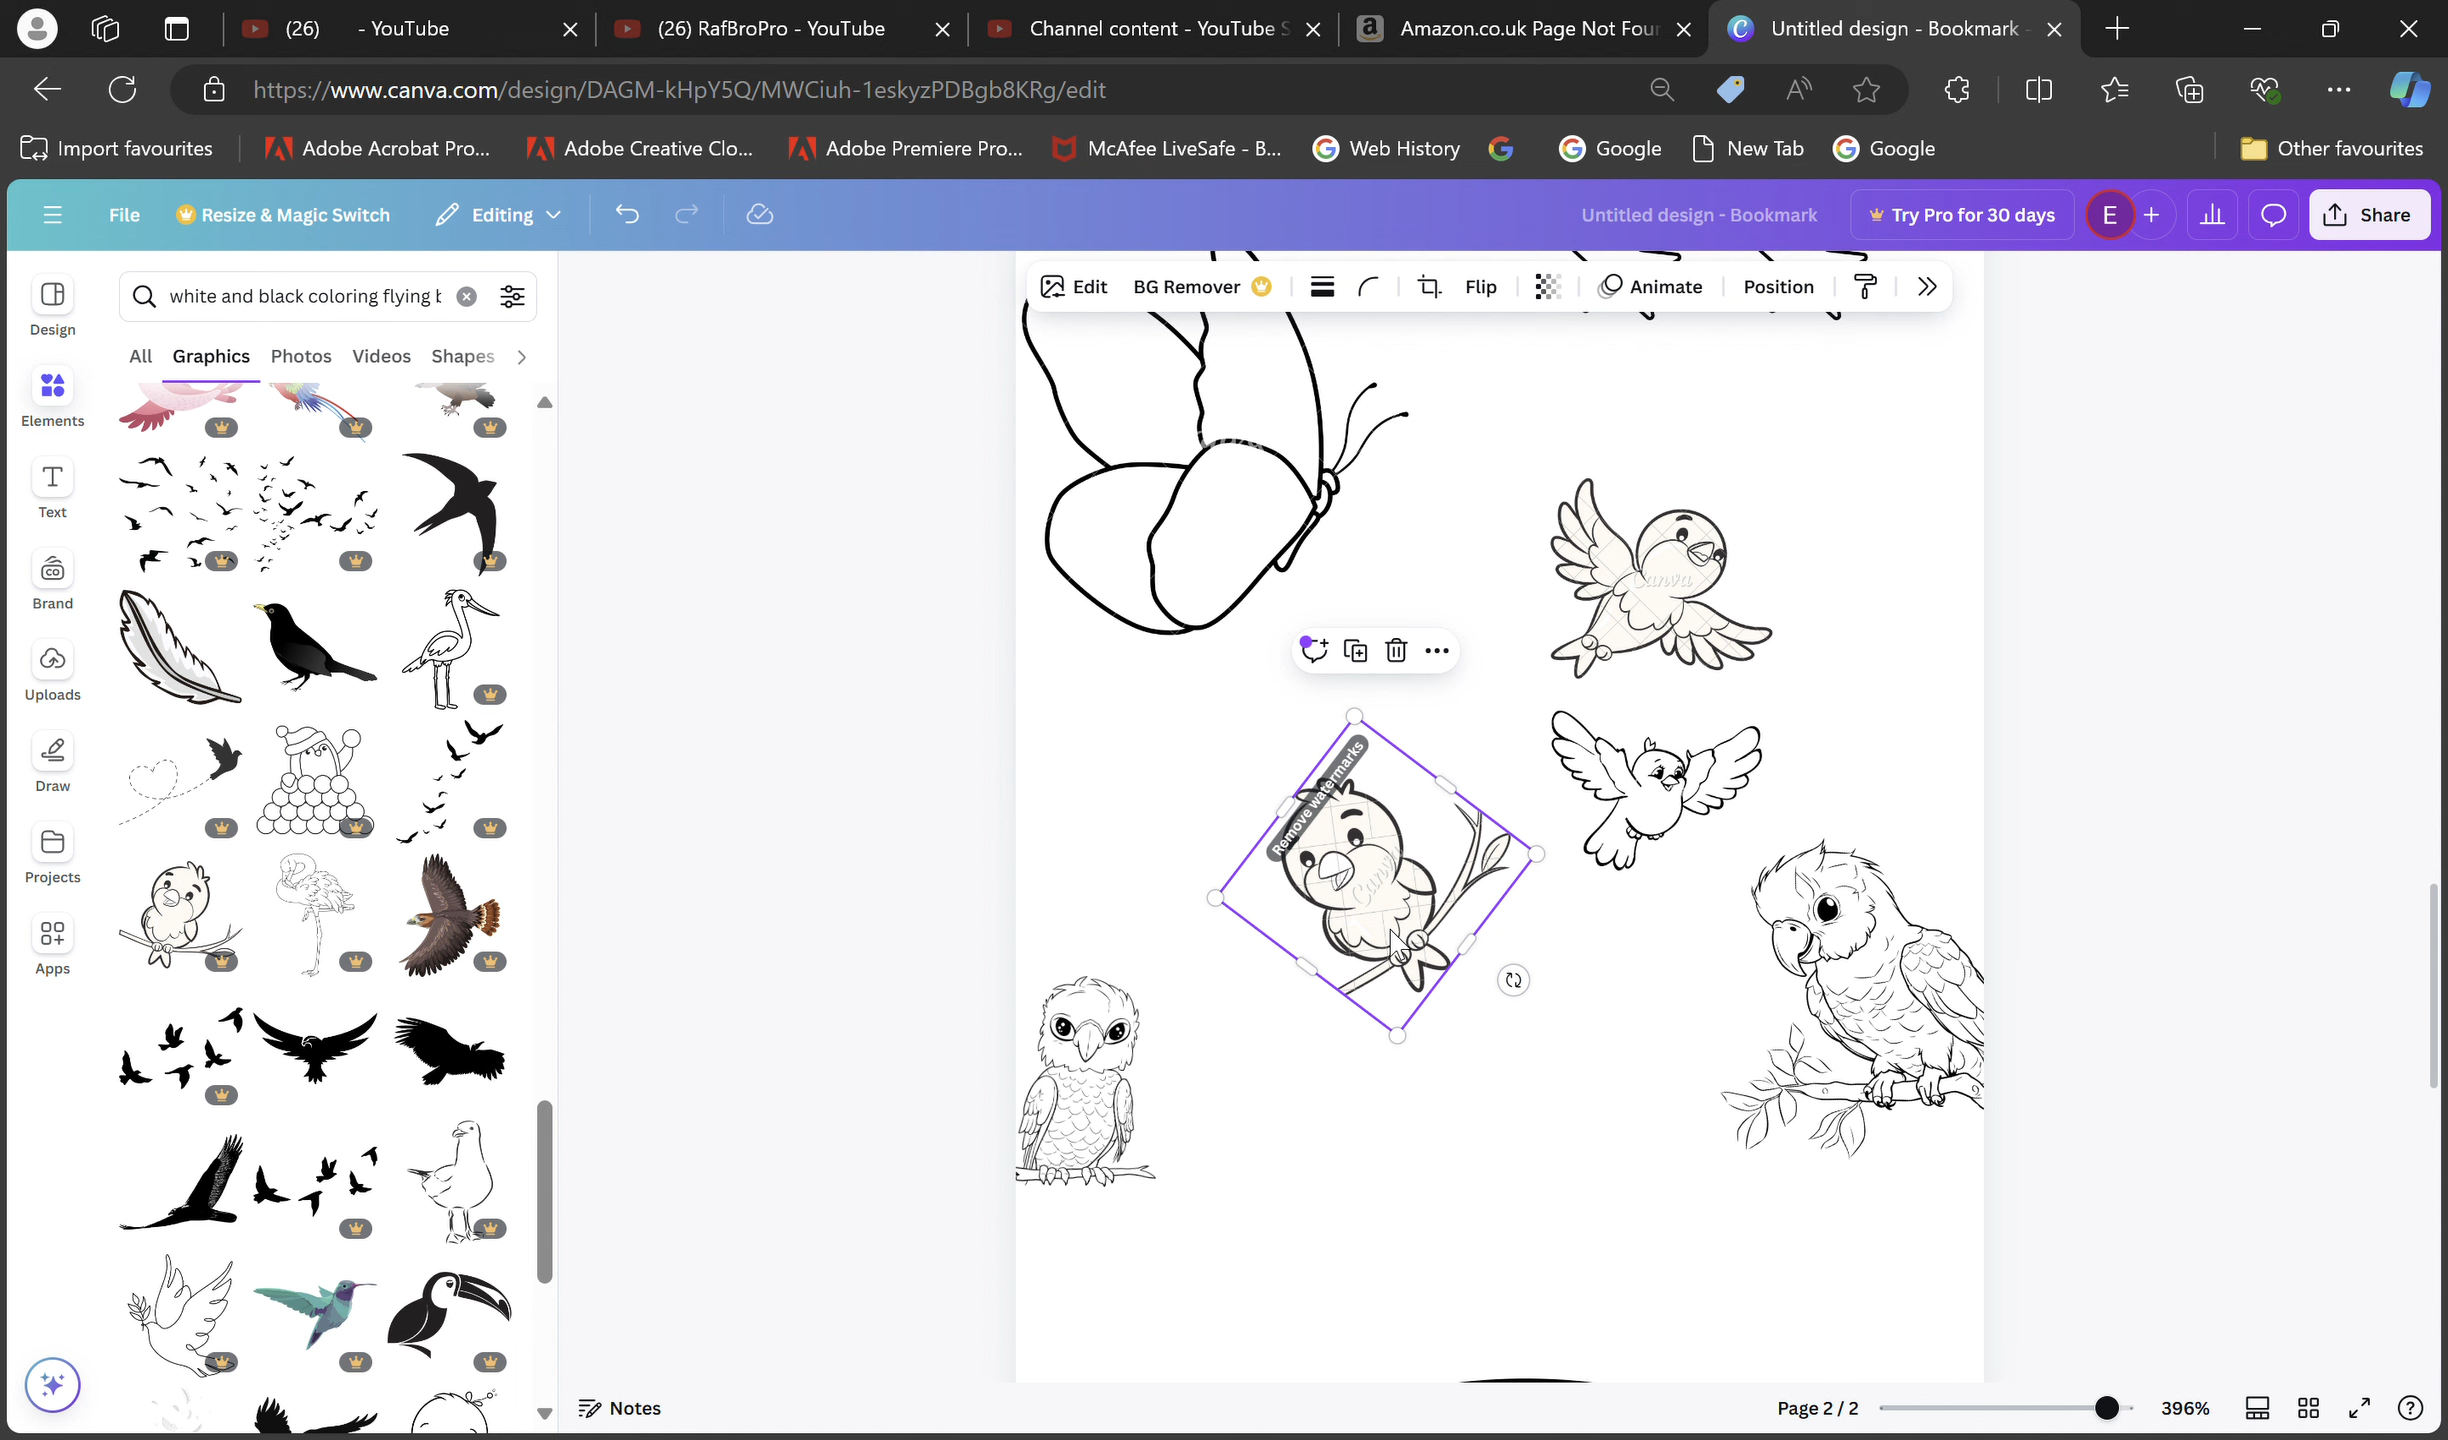 (26) - YouTube
(26) RafBroPro - YouTube
Channel content - YouTube S
Amazon.co.uk Page Not Foun
Untitled design - Bookmark -
https://www.canva.com/design/DAGM-kHpY5Q/MWCiuh-1eskyzPDBgb8KRg/edit
Import favourites
Adobe Acrobat Pro...
Adobe Creative Clo...
Adobe Premiere Pro...
McAfee LiveSafe - B...
Web History
Google
New Tab
Google
Other favourites
File
Resize & Magic Switch
Editing
Untitled design - Bookmark
Try Pro for 30 days
E
Share
Design
Elements
Text
Brand
Uploads
Draw
Projects
Apps
white and black coloring flying b
All
Graphics
Photos
Videos
Shapes
Edit
BG Remover
Flip
Animate
Position
Canva
Remove watermarks
Canva
Notes
Page 2 / 2
396%